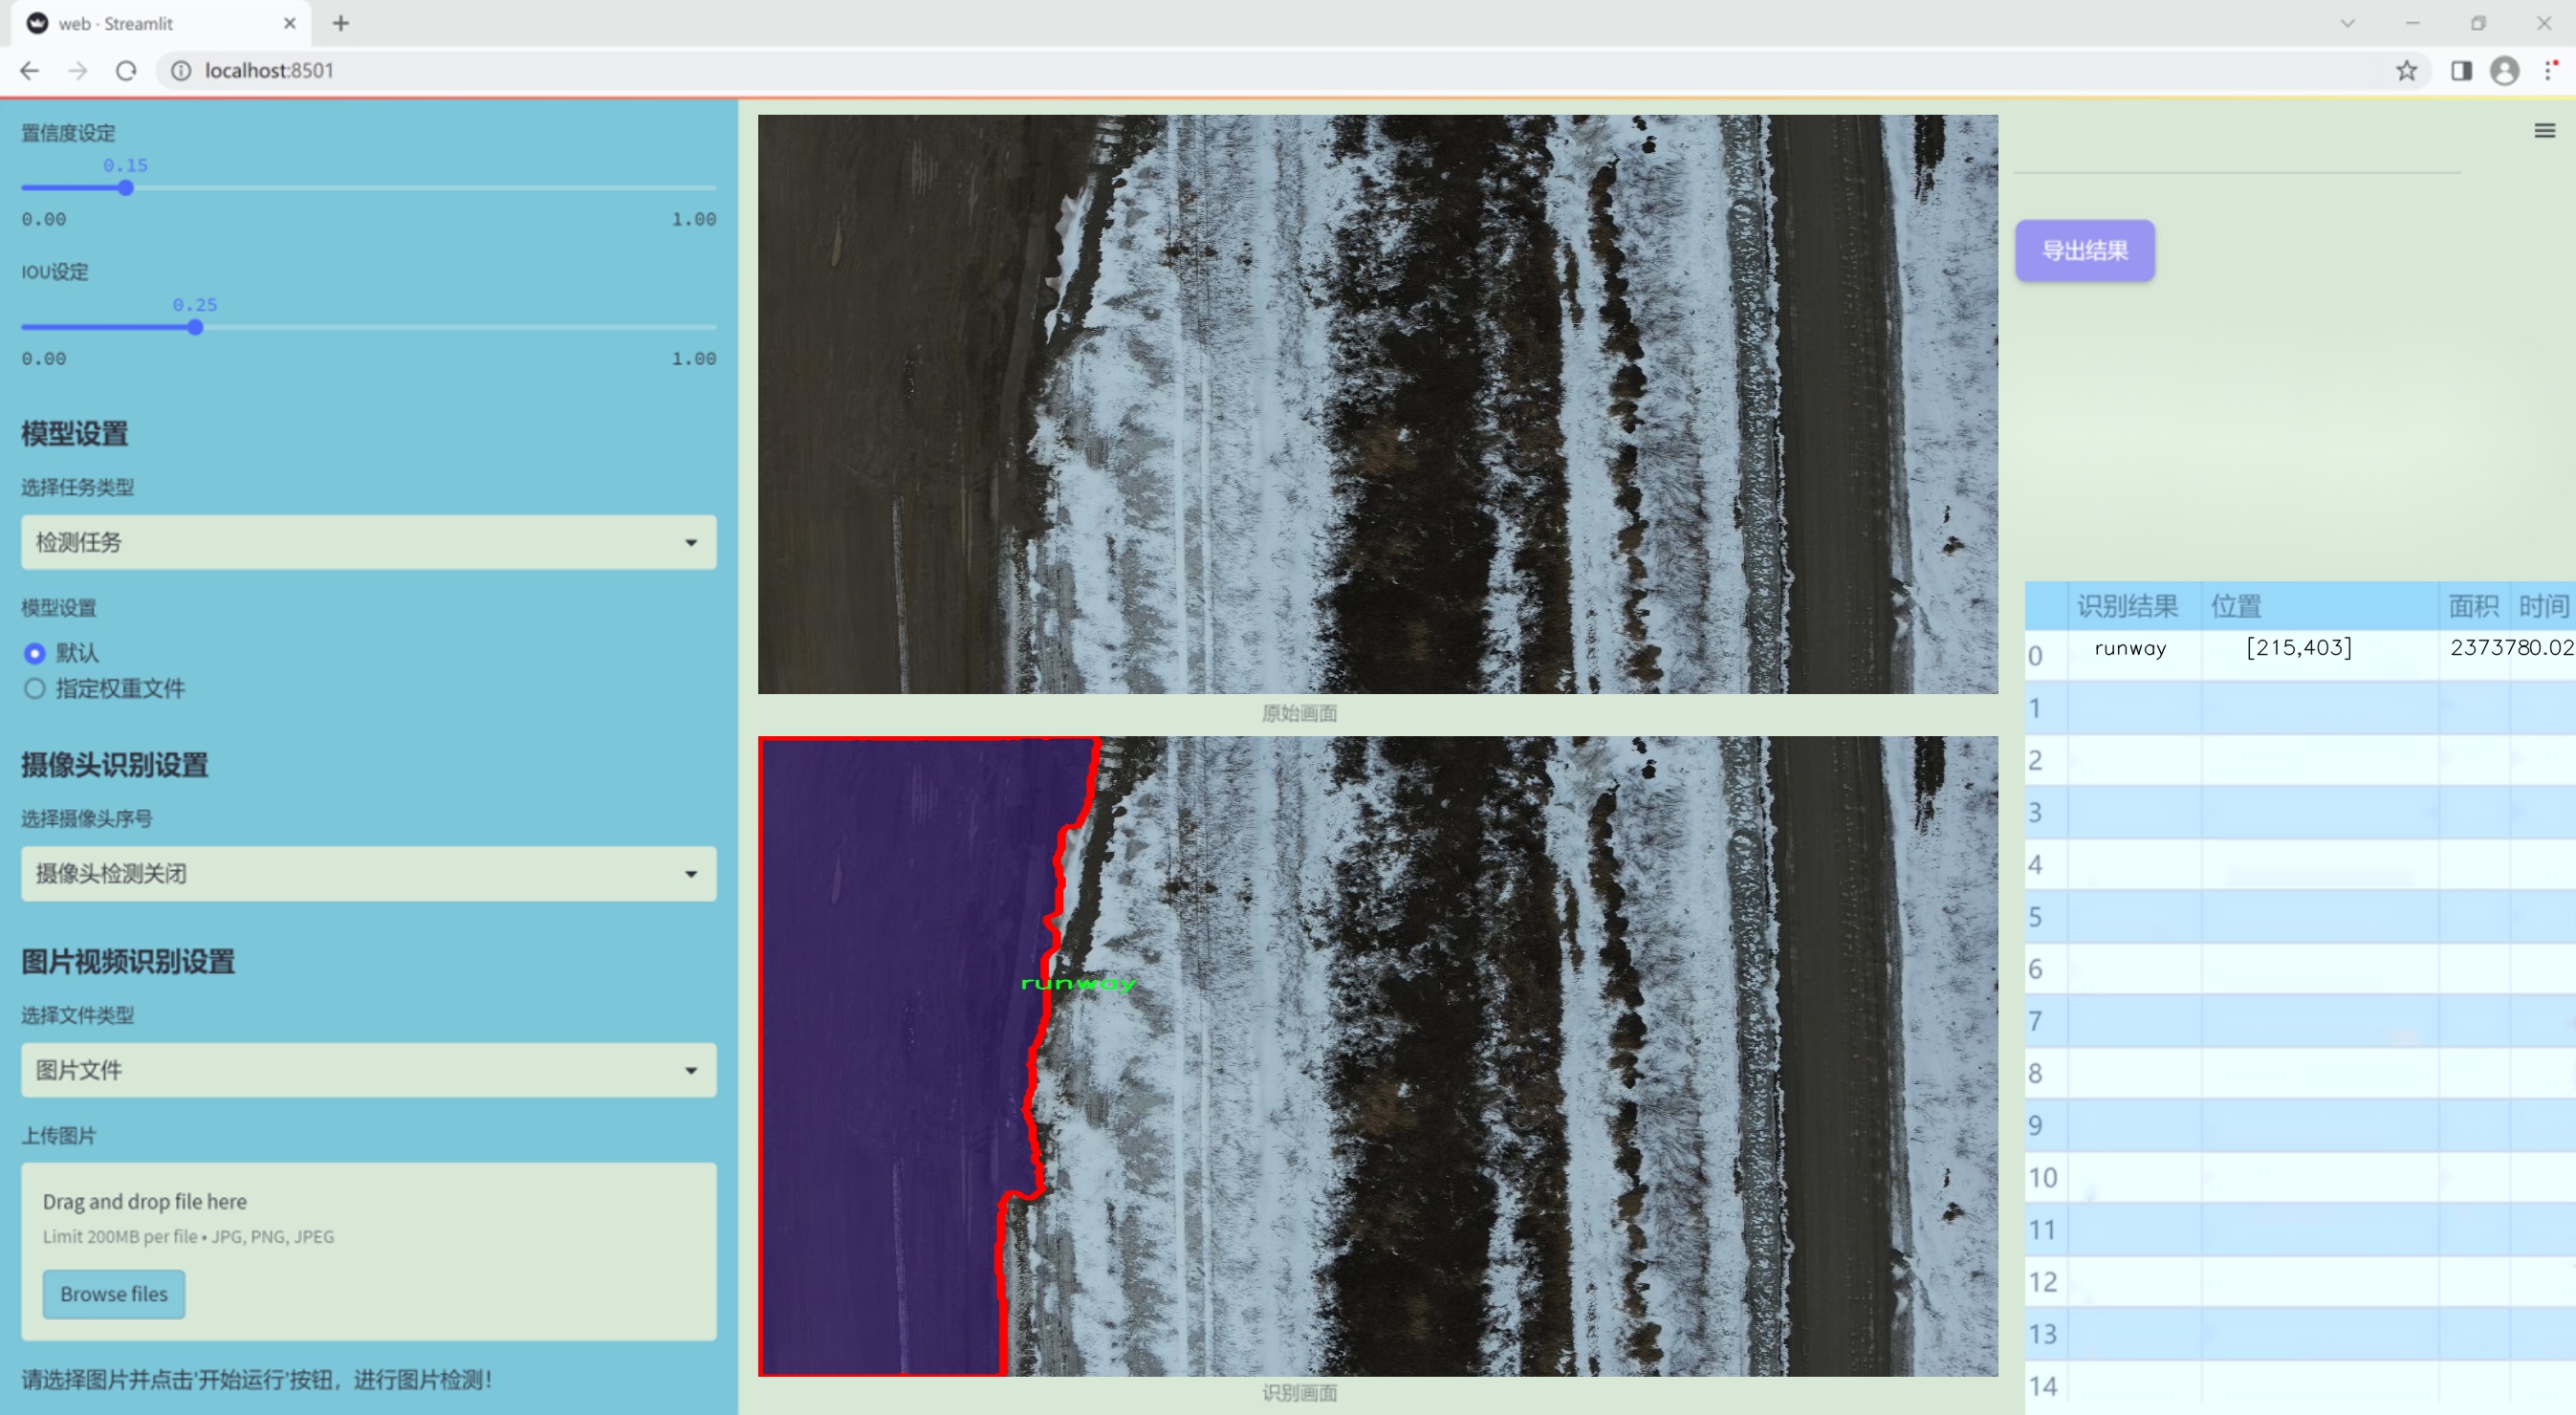 web · Streamlit
localhost:8501
置信度设定
0.15
0.00 1.00
IOU设定
0.25
0.00 1.00
模型设置
选择任务类型
检测任务
模型设置
默认
指定权重文件
摄像头识别设置
选择摄像头序号
摄像头检测关闭
图片视频识别设置
选择文件类型
图片文件
上传图片
Drag and drop file here
Limit 200MB per file • JPG, PNG, JPEG
Browse files
请选择图片并点击'开始运行'按钮，进行图片检测！
原始画面
runway
识别画面
导出结果
识别结果 位置 面积 时间
0 runway [215,403] 2373780.02
1
2
3
4
5
6
7
8
9
10
11
12
13
14